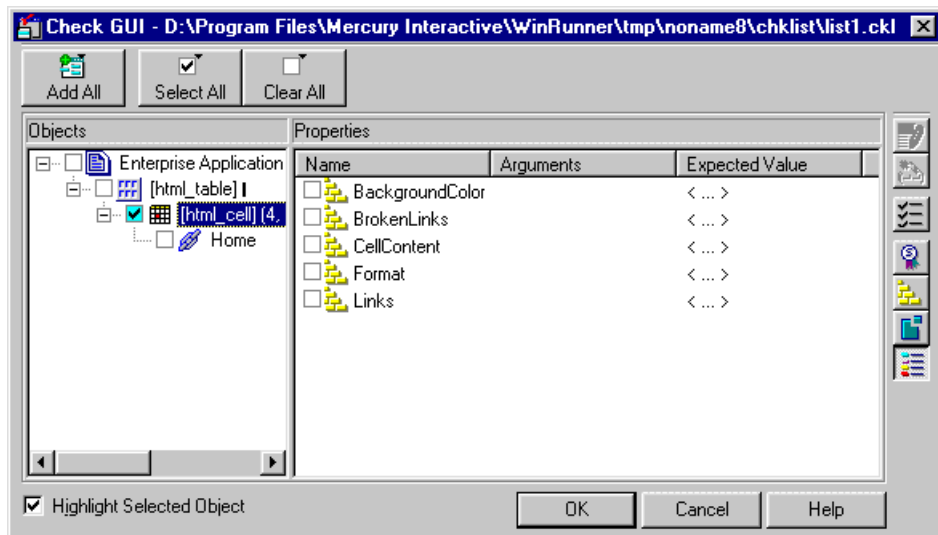 Check GUI - D:\Program Files\Mercury Interactive\WinRunner\tmp\noname8\chklist\list1.ckl
Add All Select All Clear All
Objects Properties
Name Arguments Expected Value
Enterprise Application
[html_table] I
[html_cell] (4,
Home
BackgroundColor < ... >
BrokenLinks < ... >
CellContent < ... >
Format < ... >
Links < ... >
Highlight Selected Object
OK Cancel Help